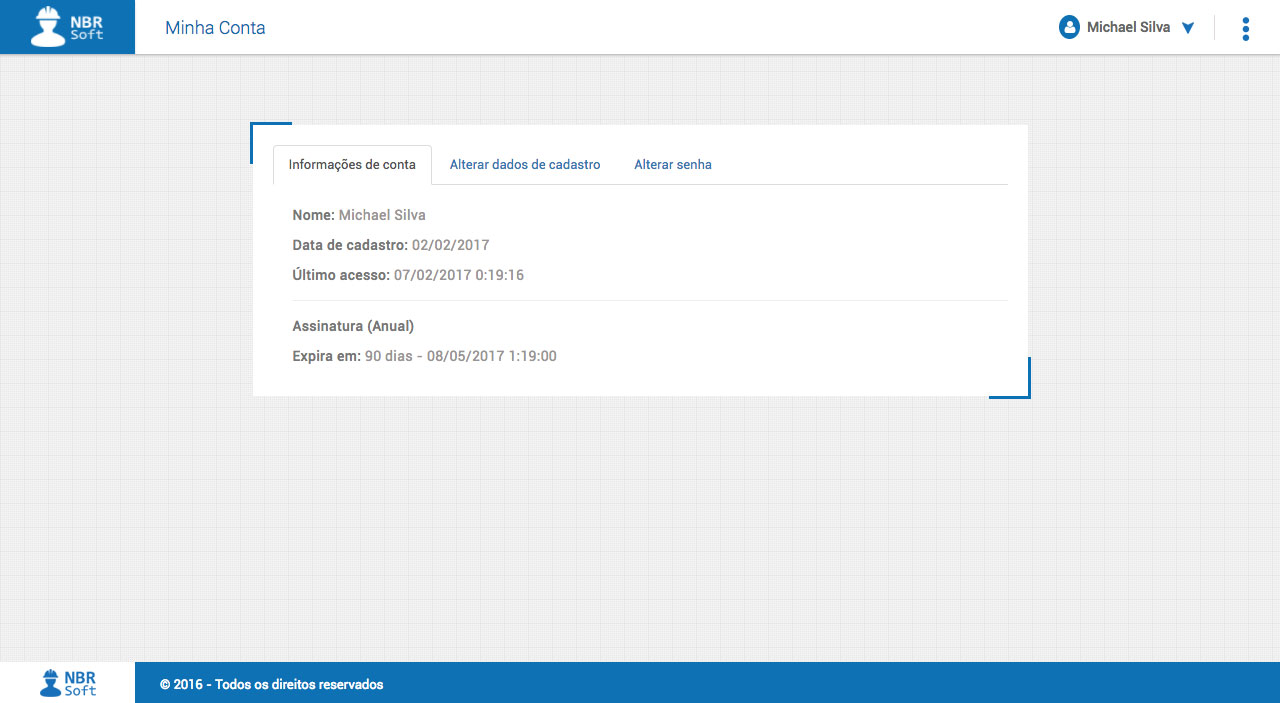 NBR
Soft
Minha Conta
Michael Silva
Informações de conta
Alterar dados de cadastro
Alterar senha
Nome: Michael Silva
Data de cadastro: 02/02/2017
Último acesso: 07/02/2017 0:19:16
Assinatura (Anual)
Expira em: 90 dias - 08/05/2017 1:19:00
NBR
Soft
© 2016 - Todos os direitos reservados